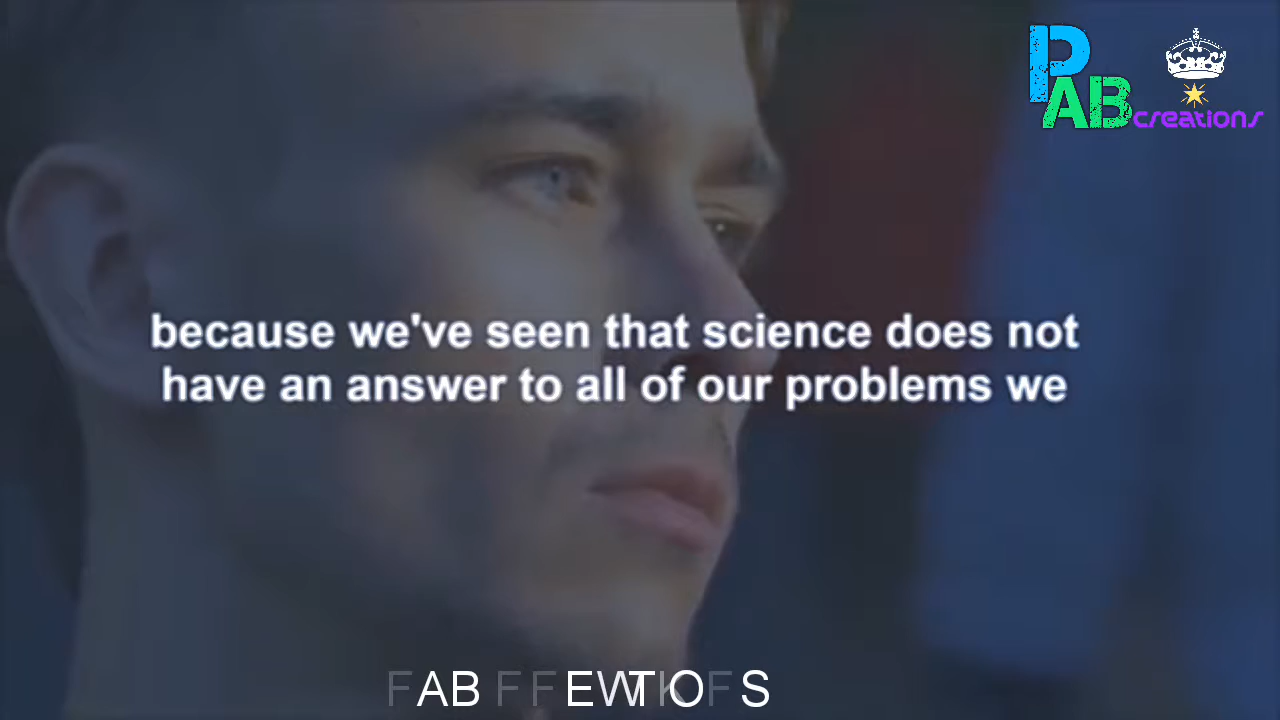 PAB creations
because we've seen that science does not
have an answer to all of our problems we